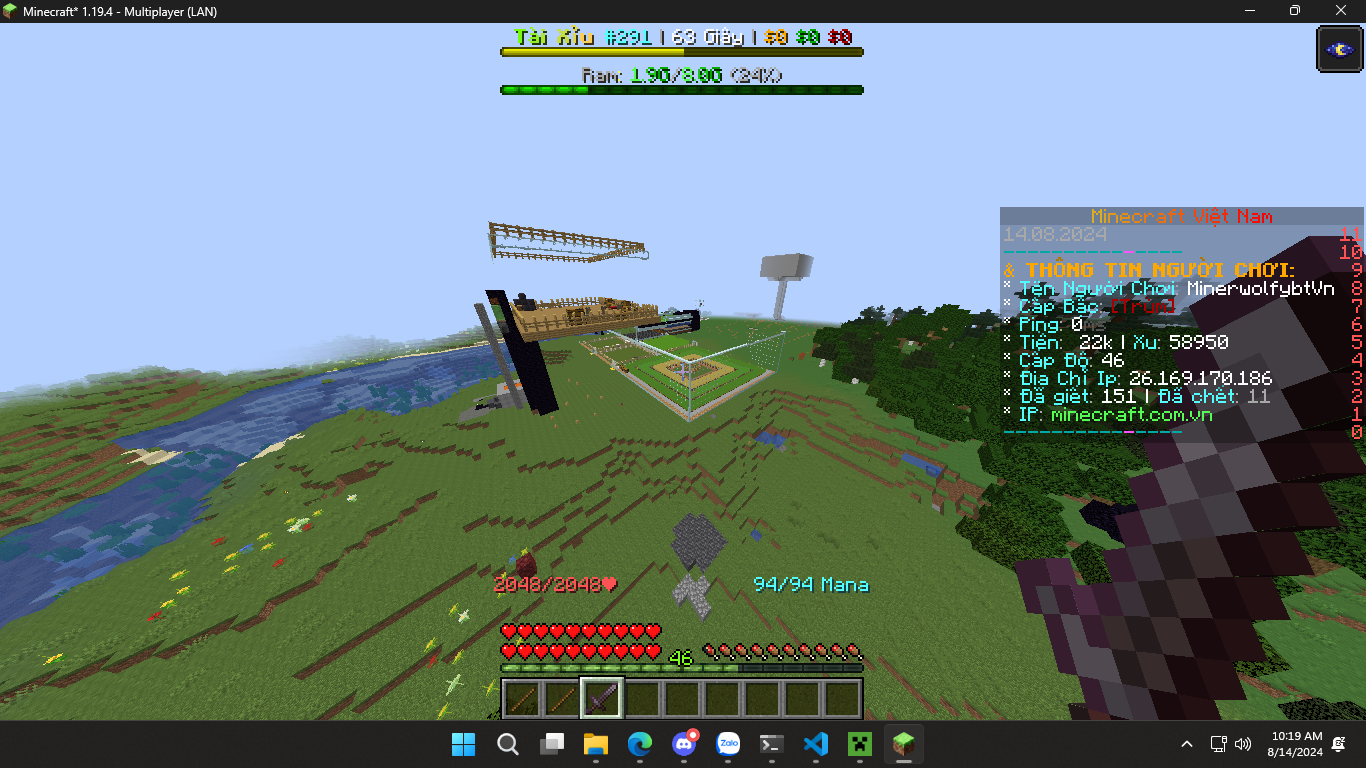 Minecraft* 1.19.4 - Multiplayer (LAN)
Tài Xỉu #291 | 63 Giây | $0 $0 $0
Ram: 1.9G/8.0G (24%)
Minecraft Việt Nam
14.08.2024 11
10
& THÔNG TIN NGƯỜI CHƠI: 9
* Tên Người Chơi: MinerwolfybtVn 8
* Cấp Bậc: [Trùm] 7
* Ping: 0ms 6
* Tiền: 22k | Xu: 58950 5
* Cấp Độ: 46 4
* Địa Chỉ Ip: 26.169.170.186 3
* Đã giết: 151 | Đã chết: 11 2
* IP: minecraft.com.vn 1
0
2048/2048❤ 94/94 Mana
46
Zalo
10:19 AM
8/14/2024